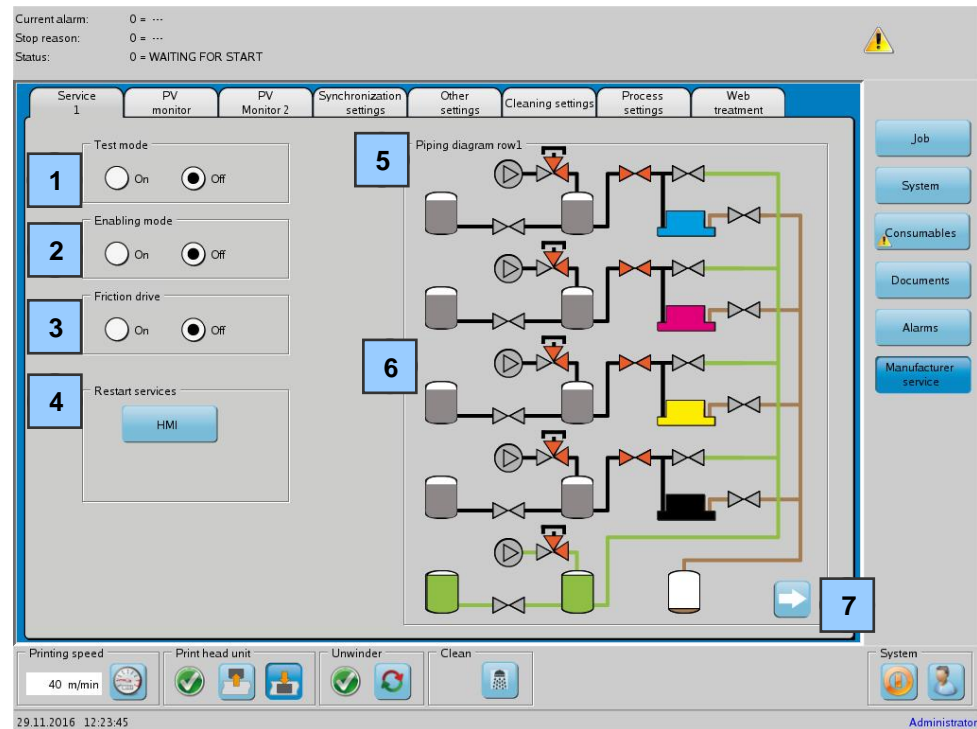 Current alarm: 0 = ---
Stop reason: 0 = ---
Status: 0 = WAITING FOR START
Service 1
PV monitor
PV Monitor 2
Synchronization settings
Other settings
Cleaning settings
Process settings
Web treatment
1
Test mode
On Off
2
Enabling mode
On Off
3
Friction drive
On Off
4
Restart services
HMI
5
Piping diagram row1
6
7
Job
System
Consumables
Documents
Alarms
Manufacturer service
Printing speed
40 m/min
Print head unit
Unwinder
Clean
System
29.11.2016 12:23:45
Administrator